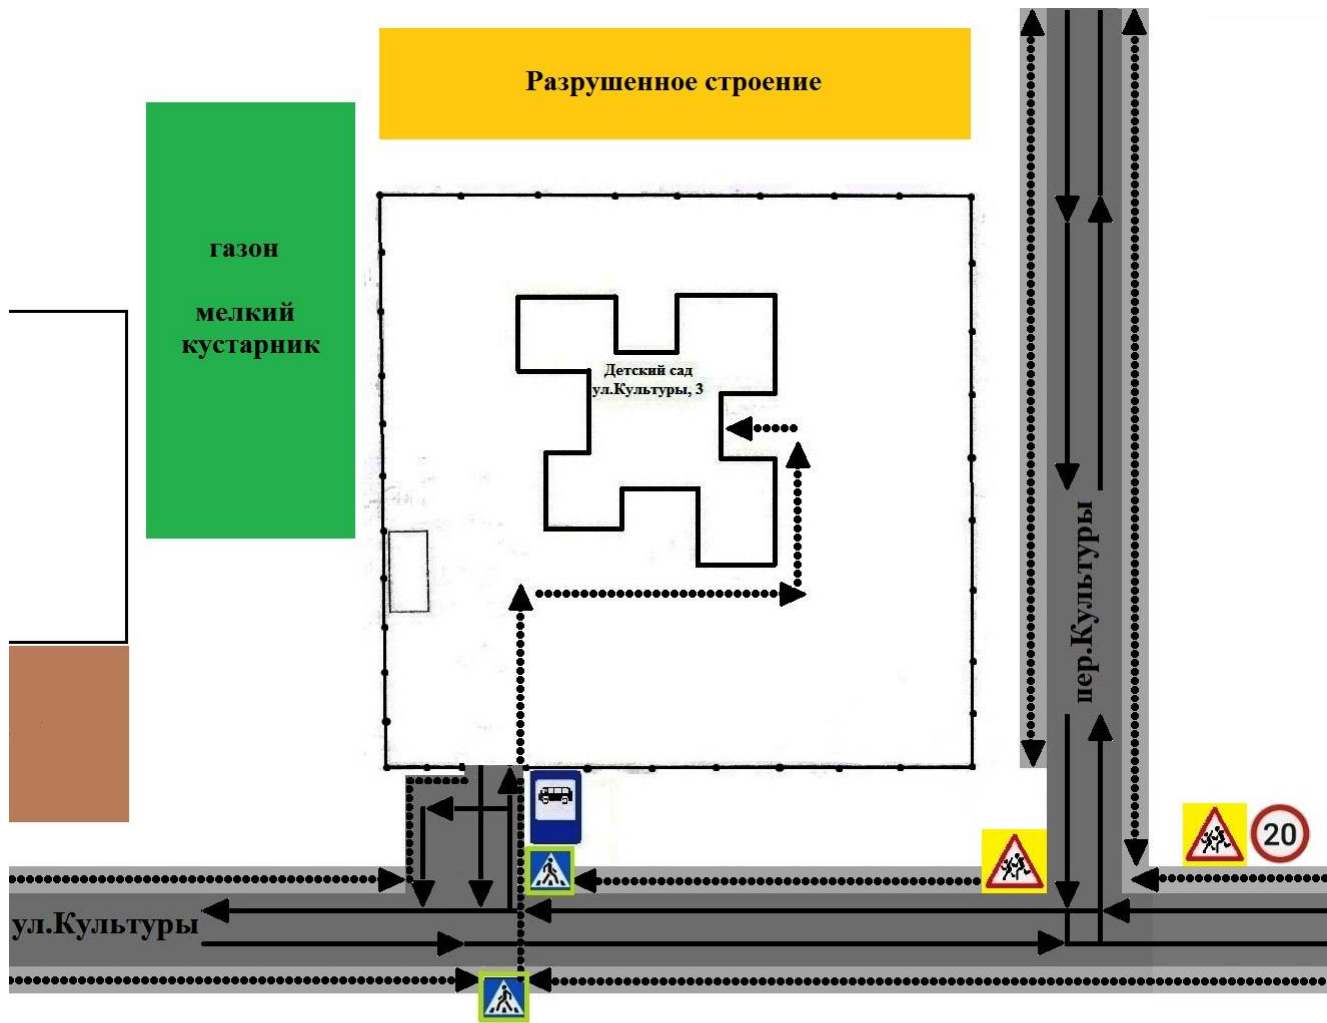 Разрушенное строение
газон
мелкий
кустарник
Детский сад
ул.Культуры, 3
пер.Культуры
20
ул.Культуры